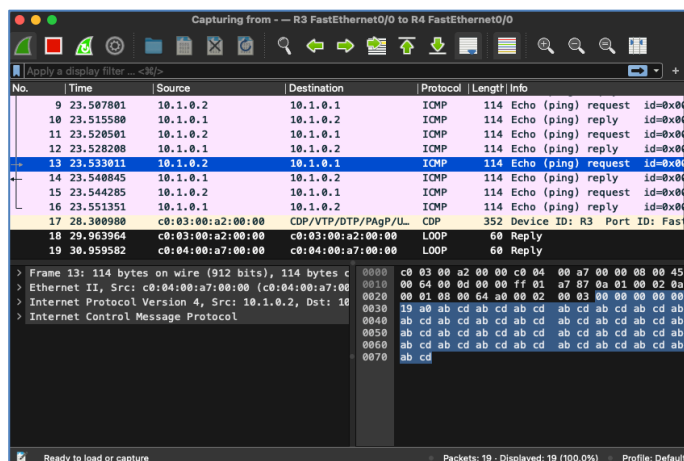 Capturing from - — R3 FastEthernet0/0 to R4 FastEthernet0/0
Apply a display filter ... <⌘/>
No. Time Source Destination Protocol Length Info
9 23.507801 10.1.0.2 10.1.0.1 ICMP 114 Echo (ping) request id=0x00
10 23.515580 10.1.0.1 10.1.0.2 ICMP 114 Echo (ping) reply id=0x00
11 23.520501 10.1.0.2 10.1.0.1 ICMP 114 Echo (ping) request id=0x00
12 23.528208 10.1.0.1 10.1.0.2 ICMP 114 Echo (ping) reply id=0x00
13 23.533011 10.1.0.2 10.1.0.1 ICMP 114 Echo (ping) request id=0x00
14 23.540845 10.1.0.1 10.1.0.2 ICMP 114 Echo (ping) reply id=0x00
15 23.544285 10.1.0.2 10.1.0.1 ICMP 114 Echo (ping) request id=0x00
16 23.551351 10.1.0.1 10.1.0.2 ICMP 114 Echo (ping) reply id=0x00
17 28.300980 c0:03:00:a2:00:00 CDP/VTP/DTP/PAgP/U… CDP 352 Device ID: R3 Port ID: Fast
18 29.963964 c0:03:00:a2:00:00 c0:03:00:a2:00:00 LOOP 60 Reply
19 30.959582 c0:04:00:a7:00:00 c0:04:00:a7:00:00 LOOP 60 Reply
Frame 13: 114 bytes on wire (912 bits), 114 bytes c
Ethernet II, Src: c0:04:00:a7:00:00 (c0:04:00:a7:00
Internet Protocol Version 4, Src: 10.1.0.2, Dst: 10
Internet Control Message Protocol
0000 c0 03 00 a2 00 00 c0 04 00 a7 00 00 08 00 45
0010 00 64 00 0d 00 00 ff 01 a7 87 0a 01 00 02 0a
0020 00 01 08 00 64 a0 00 02 00 03 00 00 00 00 00
0030 19 a0 ab cd ab cd ab cd ab cd ab cd ab cd ab
0040 ab cd ab cd ab cd ab cd ab cd ab cd ab cd ab
0050 ab cd ab cd ab cd ab cd ab cd ab cd ab cd ab
0060 ab cd ab cd ab cd ab cd ab cd ab cd ab cd ab
0070 ab cd
Ready to load or capture Packets: 19 · Displayed: 19 (100.0%) Profile: Default